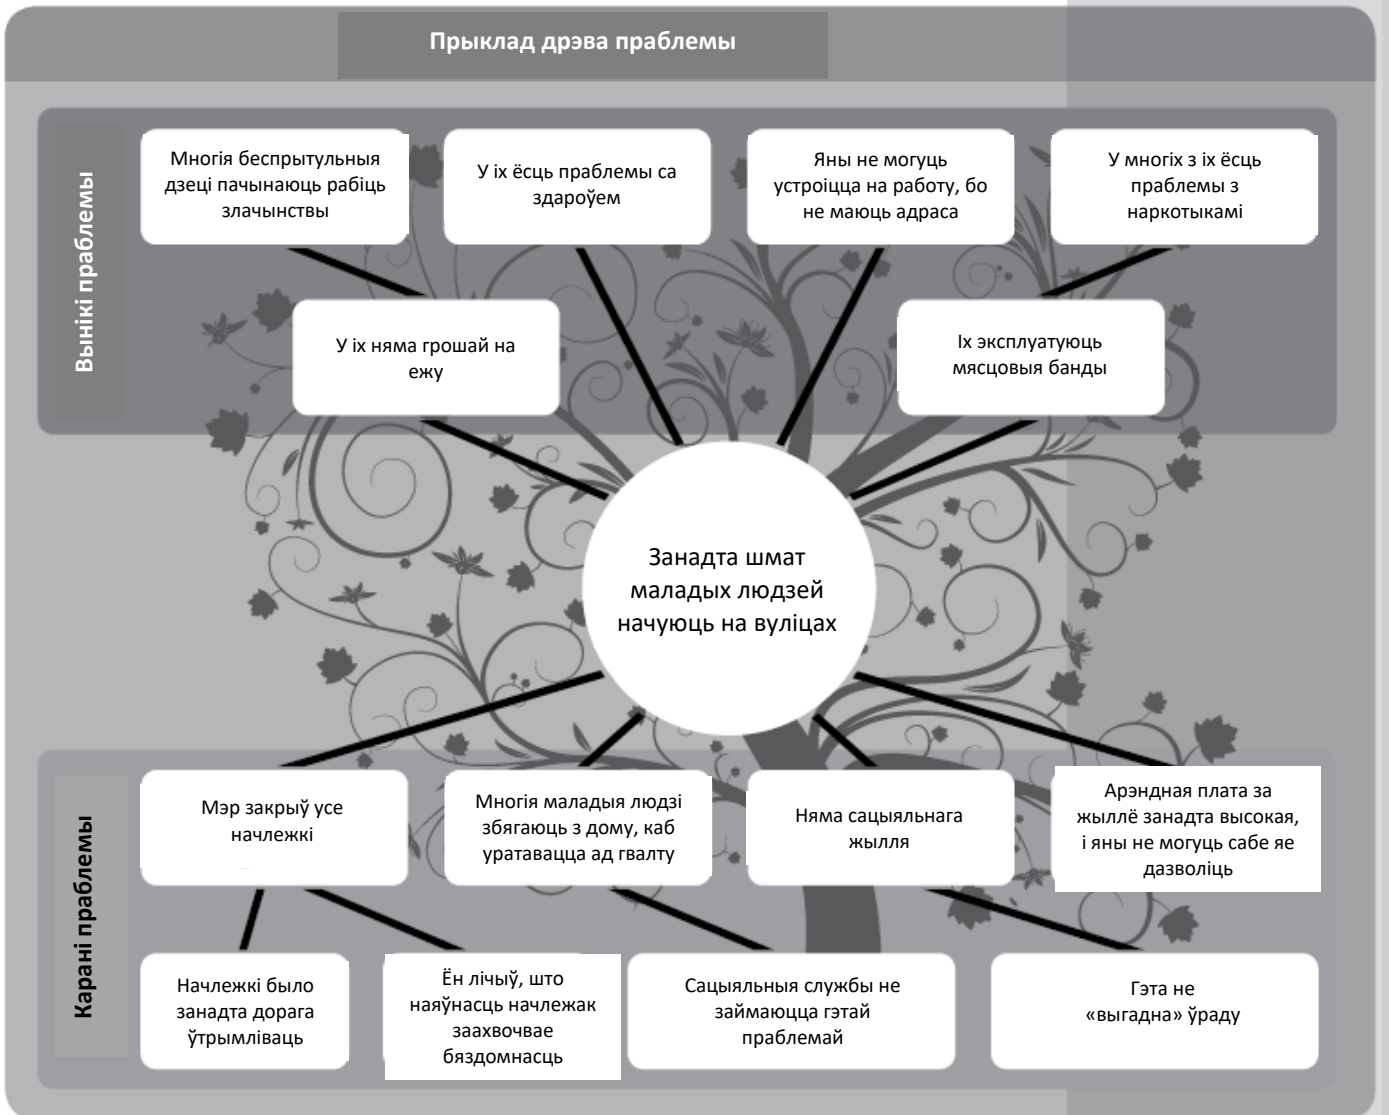 Прыклад дрэва праблемы
Вынікі праблемы
Многія беспрытульныя
дзеці пачынаюць рабіць
злачынствы
У іх ёсць праблемы са
здароўем
Яны не могуць
устроіцца на работу, бо
не маюць адраса
У многіх з іх ёсць
праблемы з
наркотыкамі
У іх няма грошай на
ежу
Іх эксплуатуюць
мясцовыя банды
Занадта шмат
маладых людзей
начуюць на вуліцах
Карані праблемы
Мэр закрыў усе
начлежкі
Многія маладыя людзі
збягаюць з дому, каб
уратавацца ад гвалту
Няма сацыяльнага
жылля
Арэндная плата за
жыллё занадта высокая,
і яны не могуць сабе яе
дазволіць
Начлежкі было
занадта дорага
ўтрымліваць
Ён лічыў, што
наяўнасць начлежак
заахвочвае
бяздомнасць
Сацыяльныя службы не
займаюцца гэтай
праблемай
Гэта не
«выгадна» ўраду